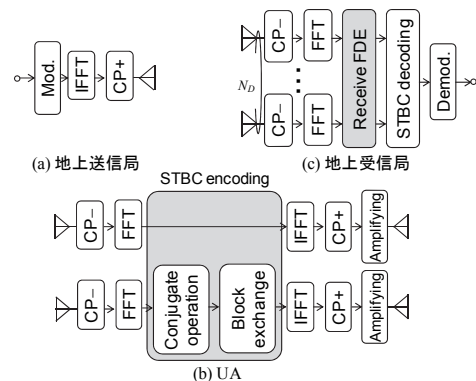 Mod.
IFFT
CP+
(a) 地上送信局
CP−
FFT
N_D
CP−
FFT
Receive FDE
STBC decoding
Demod.
(c) 地上受信局
STBC encoding
CP−
FFT
IFFT
CP+
Amplifying
CP−
FFT
Conjugate
operation
Block
exchange
IFFT
CP+
Amplifying
(b) UA